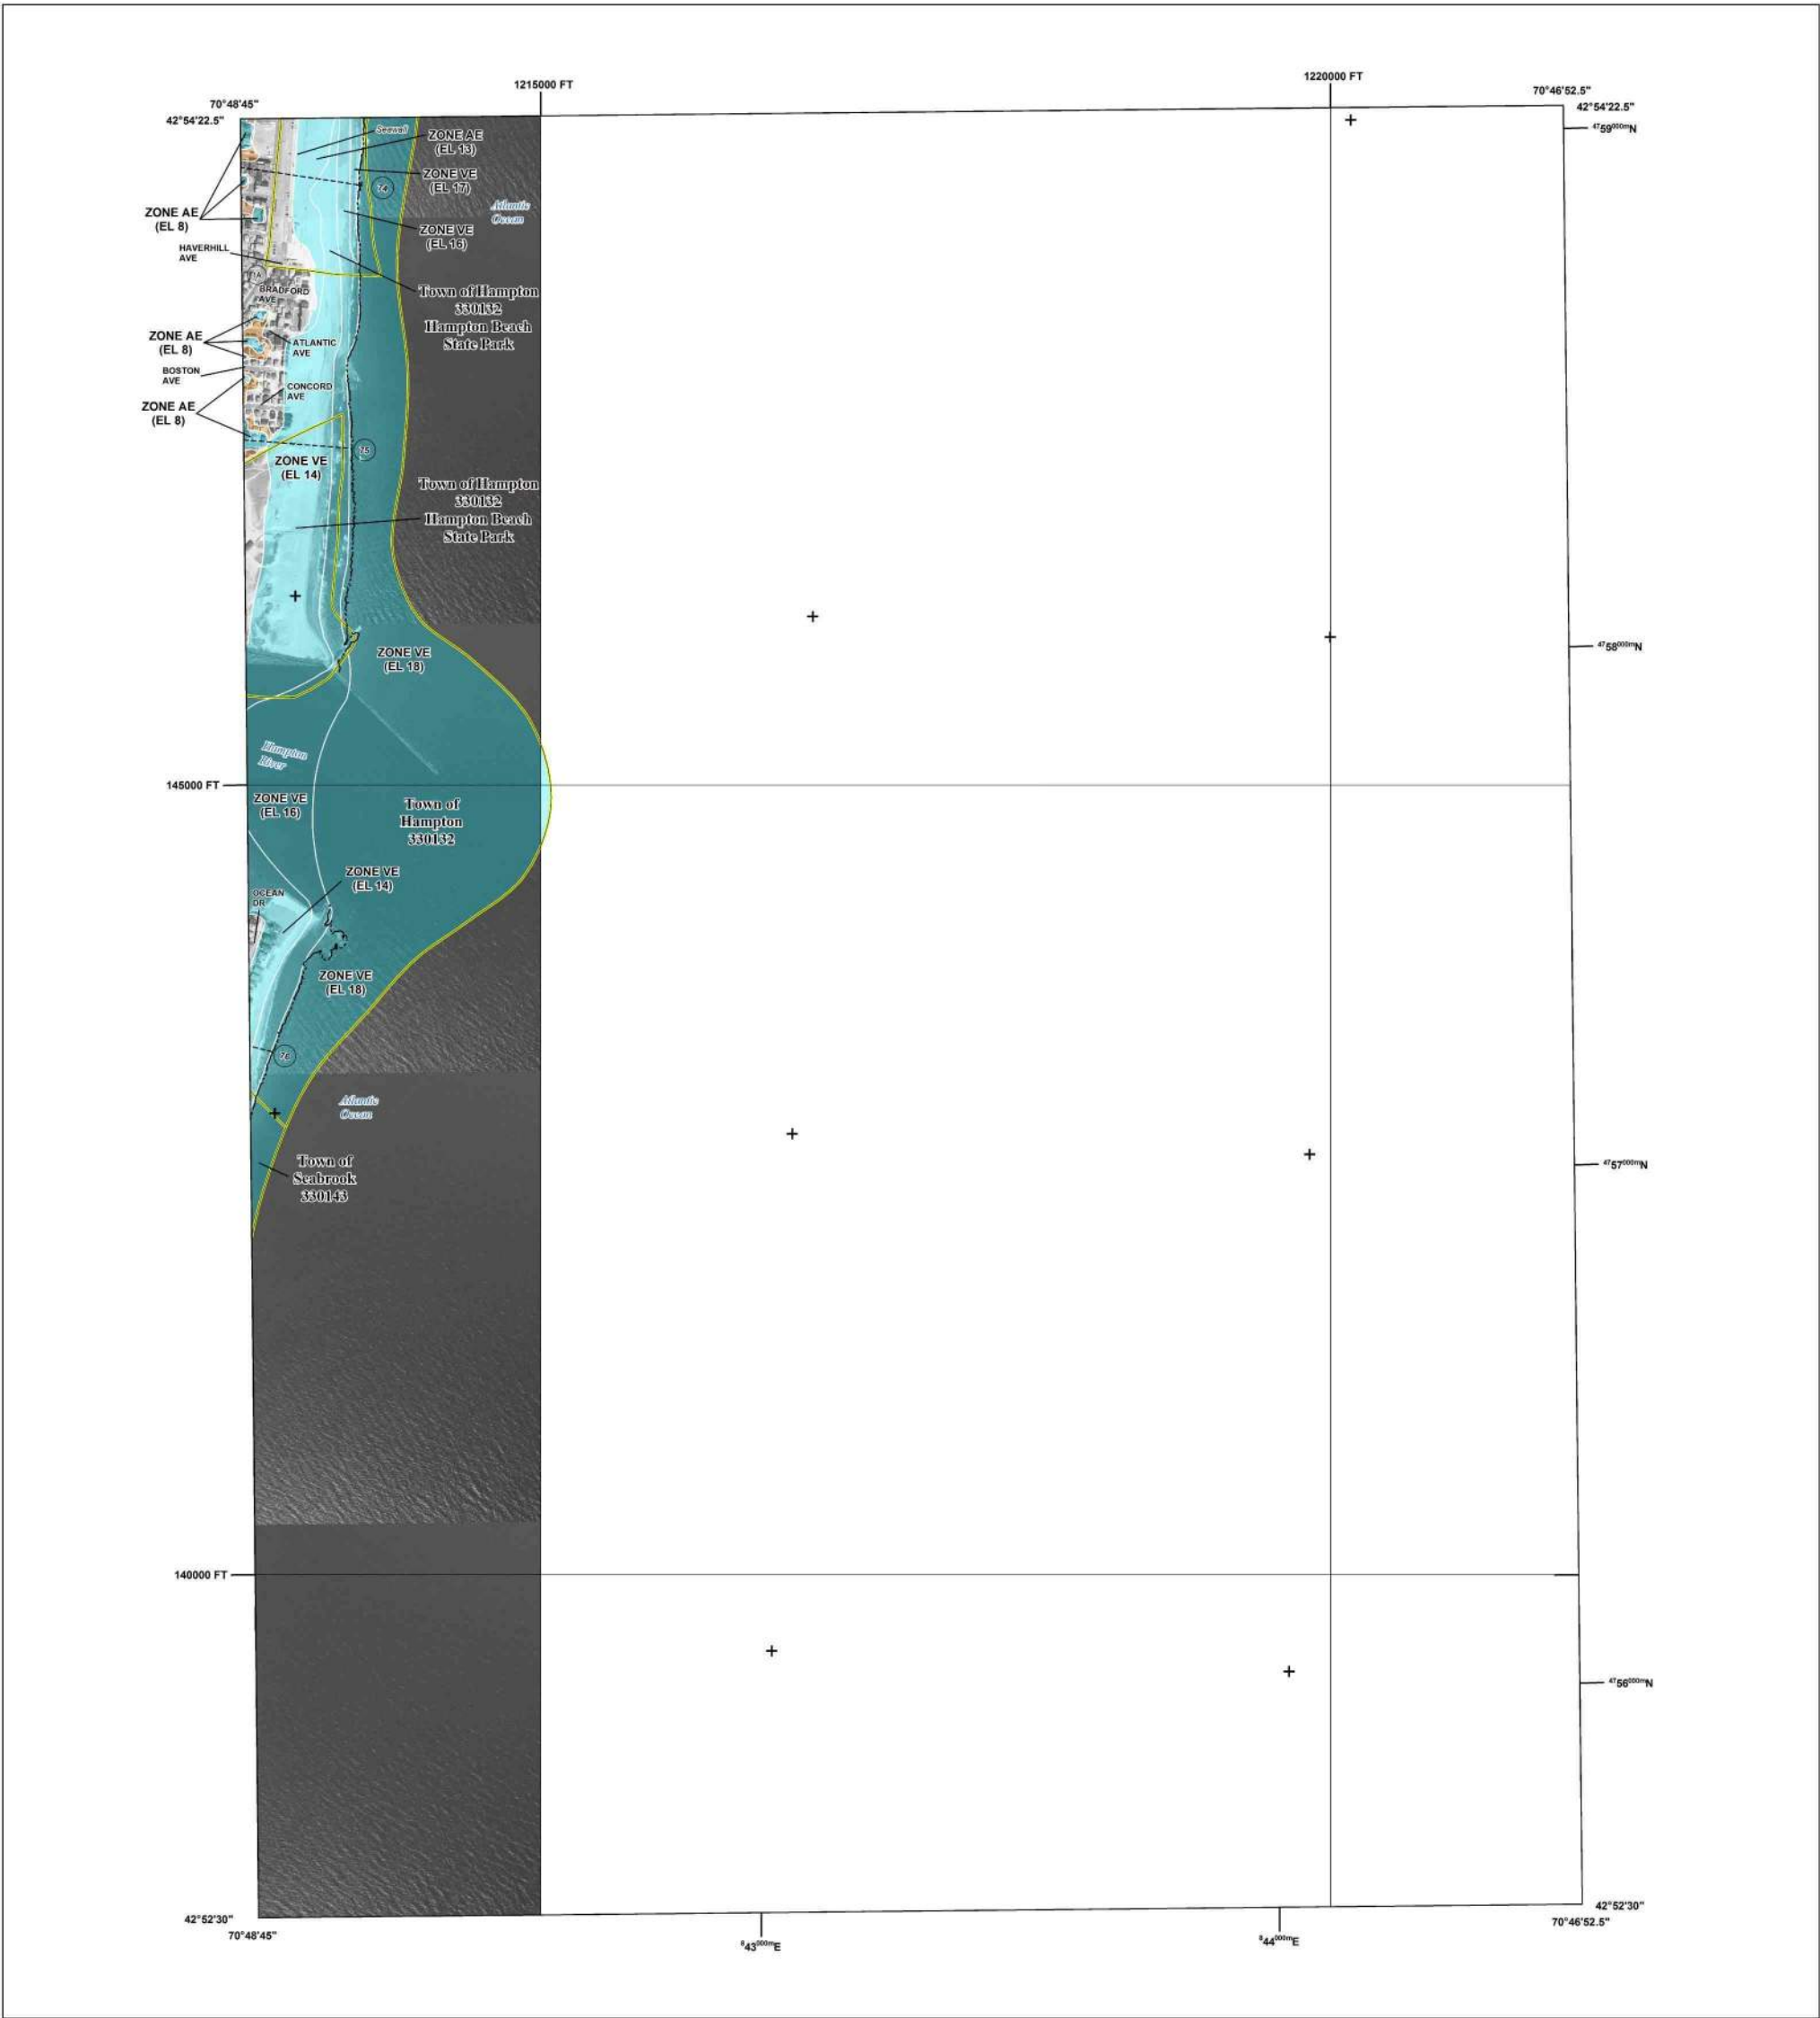 1215000 FT
1220000 FT
70°48'45"
70°46'52.5"
42°54'22.5"
42°54'22.5"
4759000mN
Seawall
ZONE AE
(EL 13)
ZONE VE
(EL 17)
74
Atlantic
Ocean
ZONE AE
(EL 8)
ZONE VE
(EL 16)
HAVERHILL
AVE
1A
BRADFORD
AVE
Town of Hampton
330132
Hampton Beach
State Park
ZONE AE
(EL 8)
ATLANTIC
AVE
BOSTON
AVE
CONCORD
AVE
ZONE AE
(EL 8)
75
ZONE VE
(EL 14)
Town of Hampton
330132
Hampton Beach
State Park
4758000mN
ZONE VE
(EL 18)
Hampton
River
145000 FT
ZONE VE
(EL 16)
Town of
Hampton
330132
ZONE VE
(EL 14)
OCEAN
DR
ZONE VE
(EL 18)
76
Atlantic
Ocean
Town of
Seabrook
330143
4757000mN
140000 FT
4756000mN
42°52'30"
42°52'30"
70°48'45"
70°46'52.5"
843000mE
844000mE